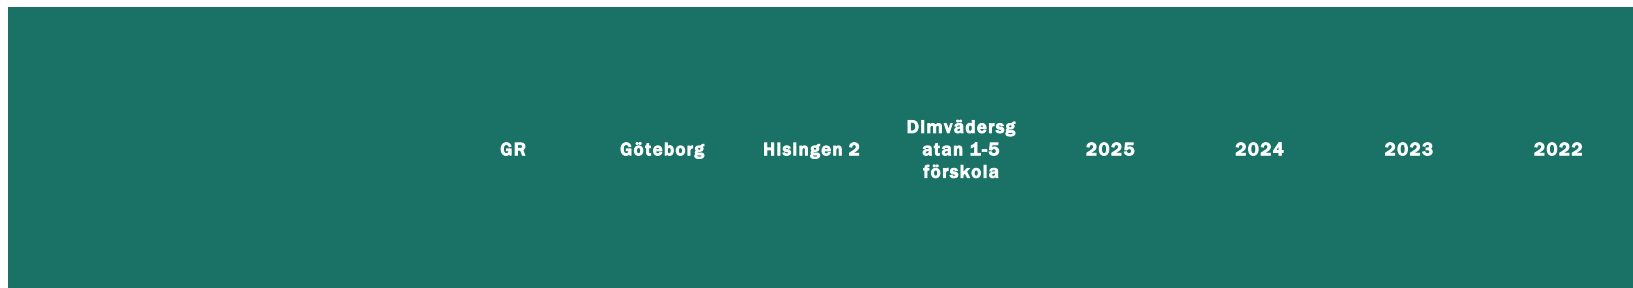 GR Göteborg Hisingen 2 Dimvädersg
atan 1-5
förskola 2025 2024 2023 2022